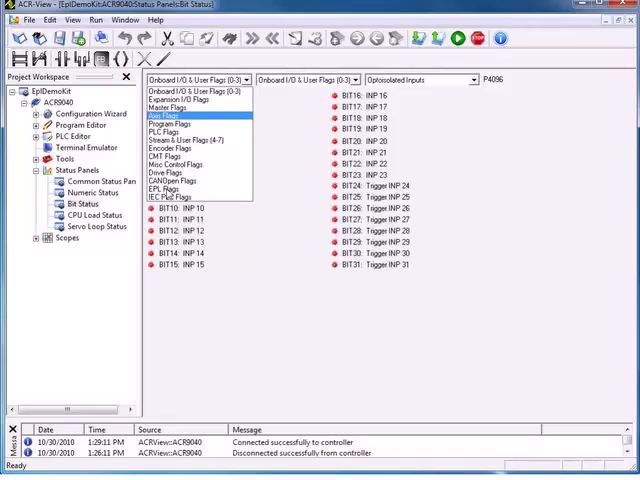 ACR-View - [EplDemoKit:ACR9040:Status Panels:Bit Status]
File Edit View Run Window Help
Project Workspace
EplDemoKit
ACR9040
Configuration Wizard
Program Editor
PLC Editor
Terminal Emulator
Tools
Status Panels
Common Status Pan
Numeric Status
Bit Status
CPU Load Status
Servo Loop Status
Scopes
Onboard I/O & User Flags (0-3) Onboard I/O & User Flags (0-3) Optoisolated Inputs P4096
Onboard I/O & User Flags (0-3)
Expansion I/O Flags
Master Flags
Axis Flags
Program Flags
PLC Flags
Stream & User Flags (4-7)
Encoder Flags
CMT Flags
Misc Control Flags
Drive Flags
CANOpen Flags
EPL Flags
IEC PLC Flags
BIT10: INP 10
BIT11: INP 11
BIT12: INP 12
BIT13: INP 13
BIT14: INP 14
BIT15: INP 15
BIT16: INP 16
BIT17: INP 17
BIT18: INP 18
BIT19: INP 19
BIT20: INP 20
BIT21: INP 21
BIT22: INP 22
BIT23: INP 23
BIT24: Trigger INP 24
BIT25: Trigger INP 25
BIT26: Trigger INP 26
BIT27: Trigger INP 27
BIT28: Trigger INP 28
BIT29: Trigger INP 29
BIT30: Trigger INP 30
BIT31: Trigger INP 31
Date Time Source Message
10/30/2010 1:29:11 PM ACRView::ACR9040 Connected successfully to controller
10/30/2010 1:26:11 PM ACRView::ACR9040 Disconnected successfully from controller
Messa
Ready